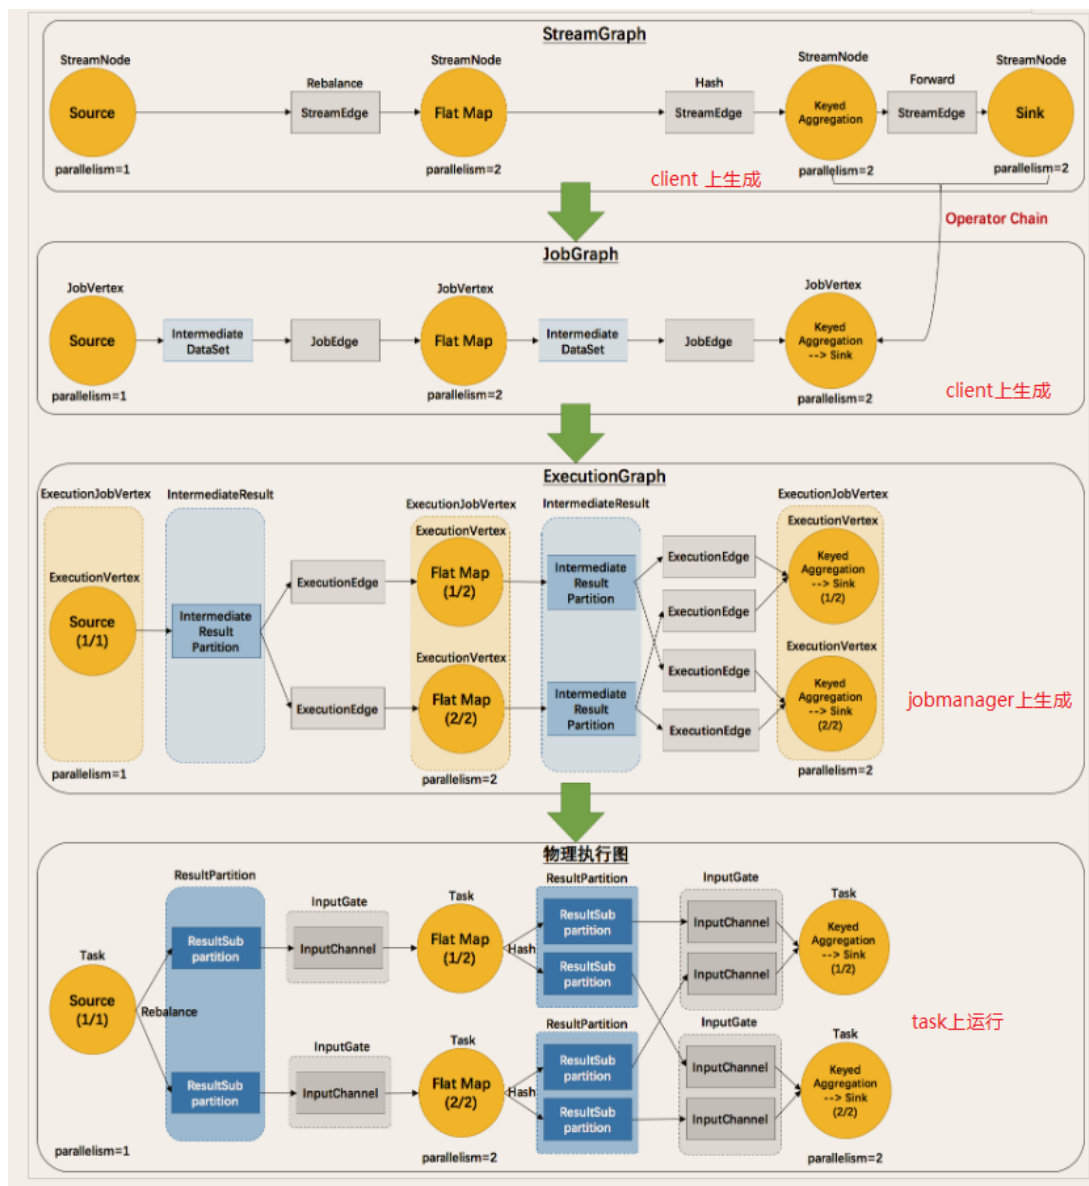 StreamGraph
StreamNode
StreamNode
StreamNode
StreamNode
Rebalance
Hash
Forward
Source
StreamEdge
Flat Map
StreamEdge
Keyed
Aggregation
StreamEdge
Sink
parallelism=1
parallelism=2
parallelism=2
parallelism=2
client 上生成
Operator Chain
JobGraph
JobVertex
JobVertex
JobVertex
Source
Intermediate
DataSet
JobEdge
Flat Map
Intermediate
DataSet
JobEdge
Keyed
Aggregation
--> Sink
parallelism=1
parallelism=2
parallelism=2
client上生成
ExecutionGraph
ExecutionJobVertex
IntermediateResult
ExecutionJobVertex
IntermediateResult
ExecutionJobVertex
ExecutionVertex
Source
(1/1)
Intermediate
Result
Partition
ExecutionEdge
ExecutionEdge
ExecutionVertex
Flat Map
(1/2)
ExecutionVertex
Flat Map
(2/2)
Intermediate
Result
Partition
Intermediate
Result
Partition
ExecutionEdge
ExecutionEdge
ExecutionEdge
ExecutionEdge
ExecutionVertex
Keyed
Aggregation
--> Sink
(1/2)
ExecutionVertex
Keyed
Aggregation
--> Sink
(2/2)
jobmanager上生成
parallelism=1
parallelism=2
parallelism=2
物理执行图
Task
Source
(1/1)
Rebalance
ResultPartition
ResultSub
partition
ResultSub
partition
InputGate
InputChannel
InputGate
InputChannel
Task
Flat Map
(1/2)
Hash
Task
Flat Map
(2/2)
Hash
ResultPartition
ResultSub
partition
ResultSub
partition
ResultPartition
ResultSub
partition
ResultSub
partition
InputGate
InputChannel
InputChannel
InputGate
InputChannel
InputChannel
Task
Keyed
Aggregation
--> Sink
(1/2)
Task
Keyed
Aggregation
--> Sink
(2/2)
task上运行
parallelism=1
parallelism=2
parallelism=2